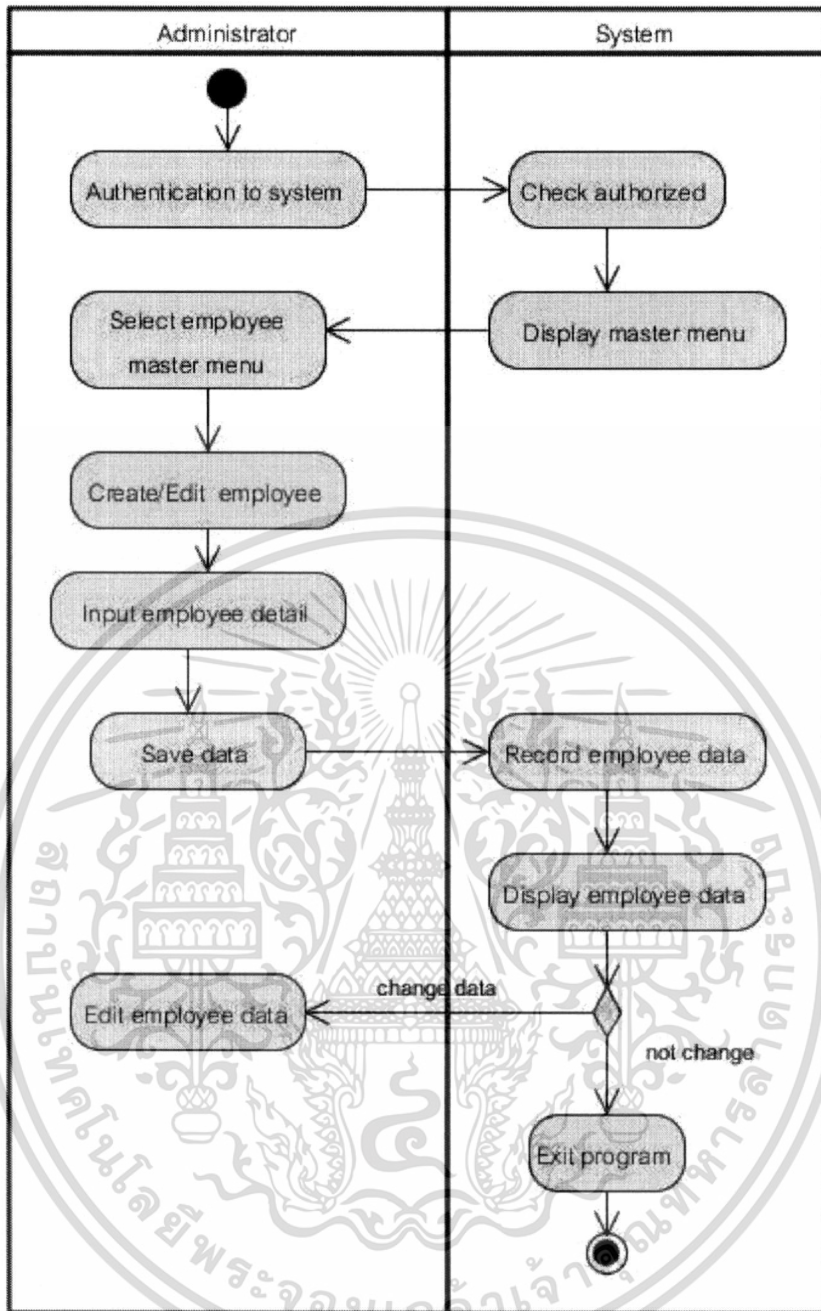 Administrator
System
Authentication to system
Check authorized
Select employee
master menu
Display master menu
Create/Edit employee
Input employee detail
Save data
Record employee data
Display employee data
change data
Edit employee data
not change
Exit program